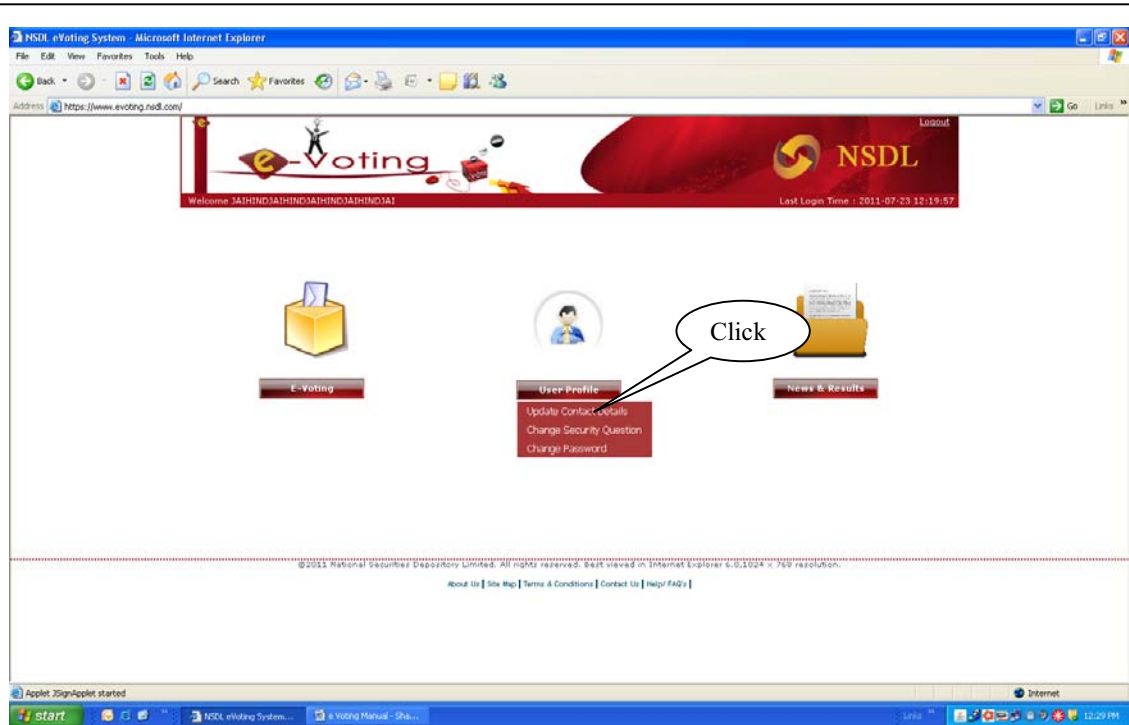 NSDL eVoting System - Microsoft Internet Explorer
File Edit View Favorites Tools Help
Back Search Favorites
Address https://www.evoting.nsdl.com/ Go Links
Logout
e-Voting
VOTE
NSDL
Welcome JAIHINDJAIHINDJAIHINDJAIHINDJAI Last Login Time : 2011-07-23 12:19:57
Click
E-Voting User Profile News & Results
Update Contact Details
Change Security Question
Change Password
©2011 National Securities Depository Limited. All rights reserved. Best viewed in Internet Explorer 6.0,1024 x 768 resolution.
About Us | Site Map | Terms & Conditions | Contact Us | Help/ FAQ's |
Applet JSignApplet started Internet
start NSDL eVoting System... e Voting Manual - Sha... Links 12:29 PM